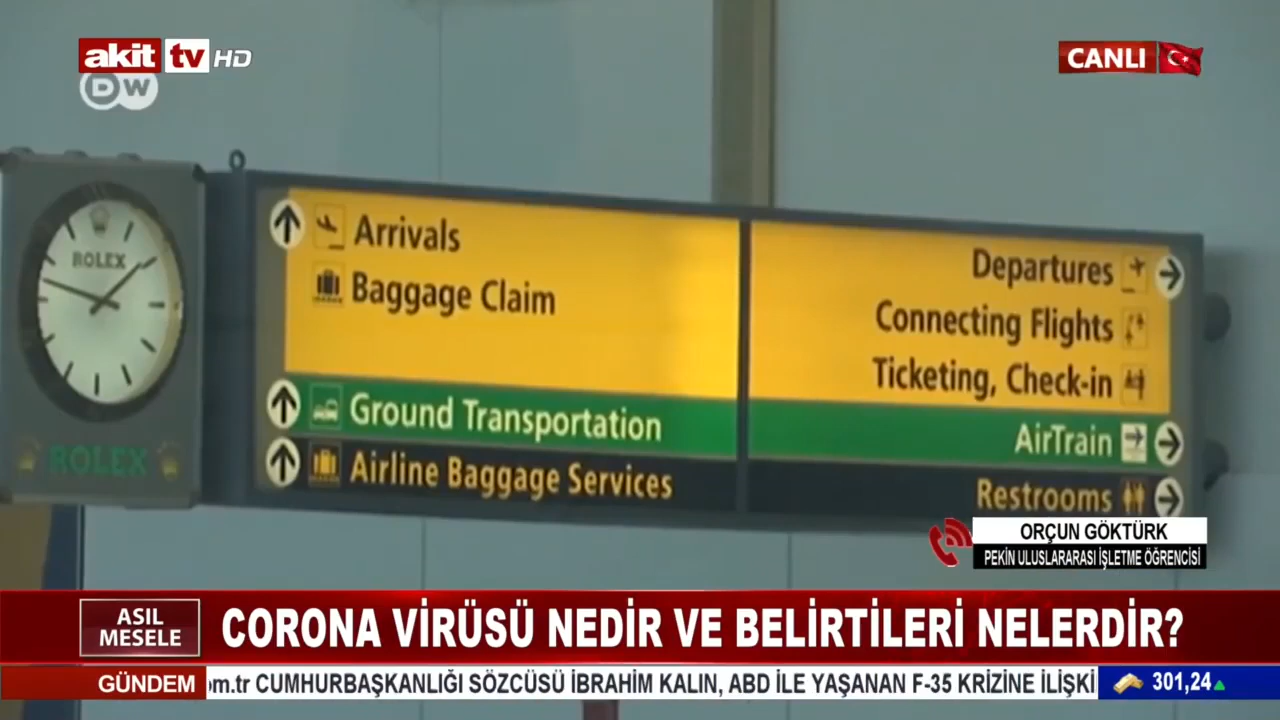 akit tv HD
DW
CANLI
ROLEX
ROLEX
Arrivals
Baggage Claim
Ground Transportation
Airline Baggage Services
Departures
Connecting Flights
Ticketing, Check-in
AirTrain
Restrooms
ORÇUN GÖKTÜRK
PEKİN ULUSLARARASI İŞLETME ÖĞRENCİSİ
ASIL
MESELE
CORONA VİRÜSÜ NEDİR VE BELİRTİLERİ NELERDİR?
GÜNDEM
om.tr CUMHURBAŞKANLIĞI SÖZCÜSÜ İBRAHİM KALIN, ABD İLE YAŞANAN F-35 KRİZİNE İLİŞKİ
301,24